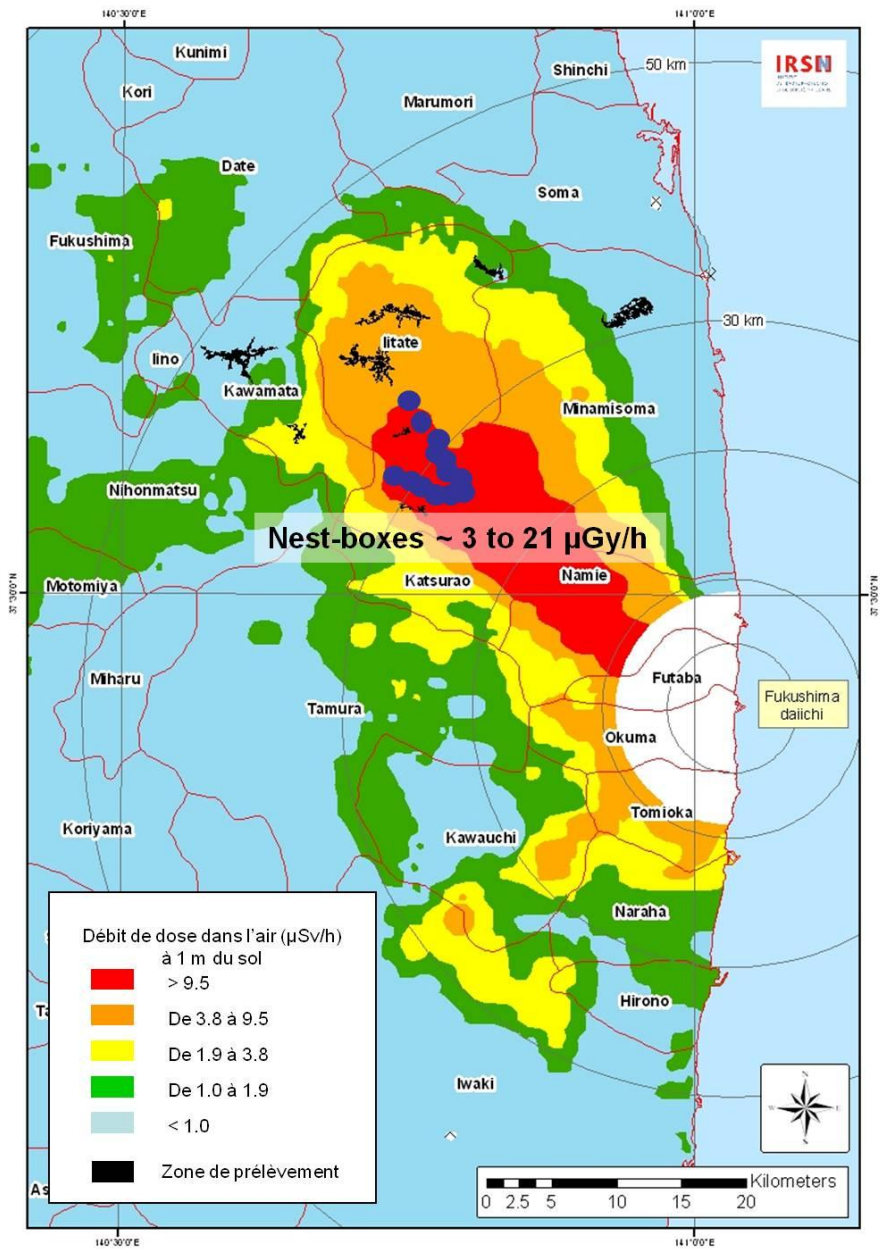 140°30'0"E
141°0'0"E
Kunimi
Shinchi
50 km
IRSN
Kori
Marumori
Date
Soma
Fukushima
30 km
Iitate
Iino
Kawamata
Minamisoma
Nihonmatsu
Nest-boxes ~ 3 to 21 µGy/h
Motomiya
Katsurao
Namie
37°30'0"N
37°30'0"N
Miharu
Futaba
Tamura
Fukushima
daiichi
Okuma
Tomioka
Koriyama
Kawauchi
Naraha
Hirono
Iwaki
Débit de dose dans l'air (µSv/h)
à 1 m du sol
> 9.5
De 3.8 à 9.5
De 1.9 à 3.8
De 1.0 à 1.9
< 1.0
Zone de prélèvement
N
W
E
S
Kilometers
0 2.5 5 10 15 20
140°30'0"E
141°0'0"E